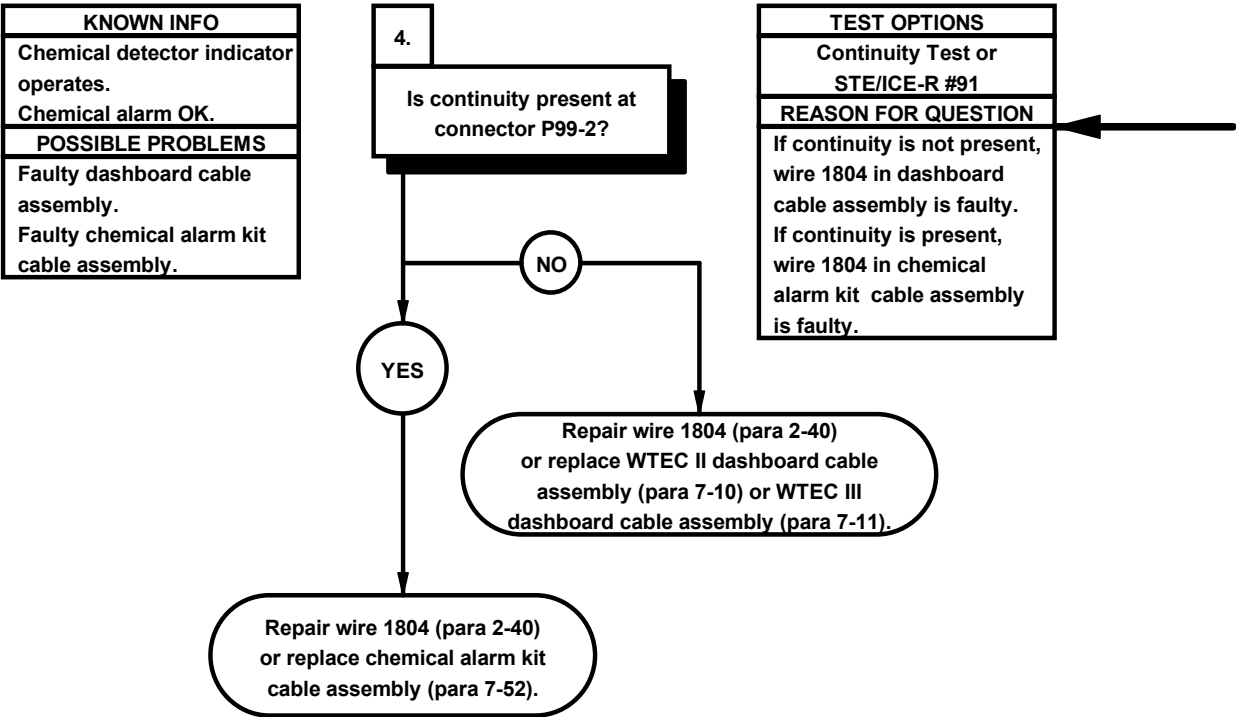 KNOWN INFO
Chemical detector indicator
operates.
Chemical alarm OK.
POSSIBLE PROBLEMS
Faulty dashboard cable
assembly.
Faulty chemical alarm kit
cable assembly.
4.
Is continuity present at
connector P99-2?
TEST OPTIONS
Continuity Test or
STE/ICE-R #91
REASON FOR QUESTION
If continuity is not present,
wire 1804 in dashboard
cable assembly is faulty.
If continuity is present,
wire 1804 in chemical
alarm kit cable assembly
is faulty.
NO
YES
Repair wire 1804 (para 2-40)
or replace WTEC II dashboard cable
assembly (para 7-10) or WTEC III
dashboard cable assembly (para 7-11).
Repair wire 1804 (para 2-40)
or replace chemical alarm kit
cable assembly (para 7-52).